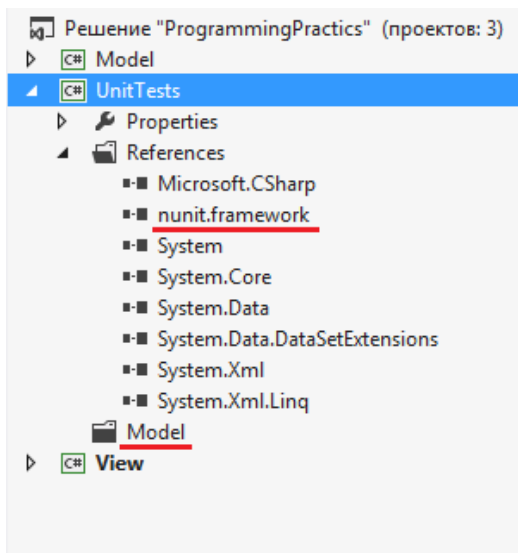 Решение "ProgrammingPractics" (проектов: 3)
C# Model
C# UnitTests
Properties
References
Microsoft.CSharp
nunit.framework
System
System.Core
System.Data
System.Data.DataSetExtensions
System.Xml
System.Xml.Linq
Model
C# View